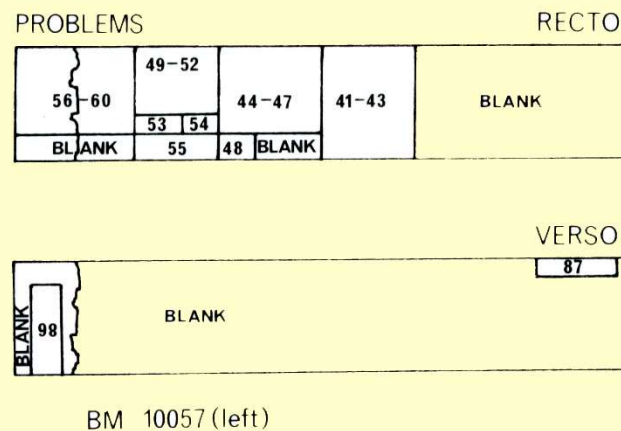 PROBLEMS RECTO
49–52
56–60 44–47 41–43 BLANK
53 54
BLANK 55 48 BLANK
VERSO
87
BLANK 98 BLANK
BM 10057 (left)